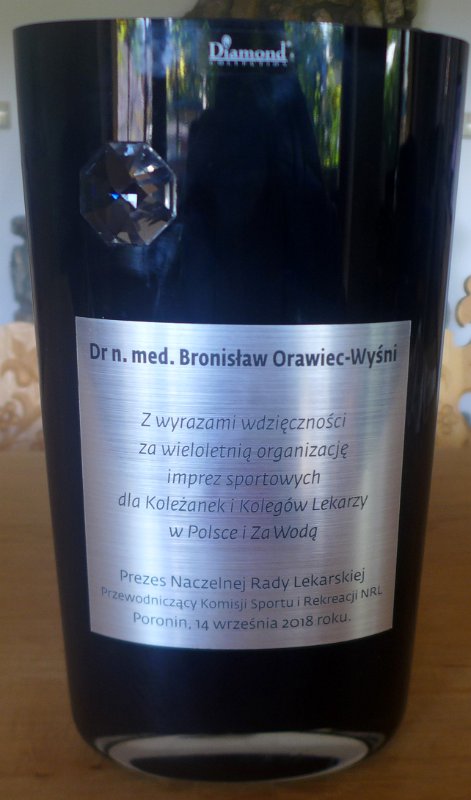 Diamond
Dr n. med. Bronisław Orawiec-Wyśni
Z wyrazami wdzięczności
za wieloletnią organizację
imprez sportowych
dla Koleżanek i Kolegów Lekarzy
w Polsce i Za Wodą
Prezes Naczelnej Rady Lekarskiej
Przewodniczący Komisji Sportu i Rekreacji NRL
Poronin, 14 września 2018 roku.